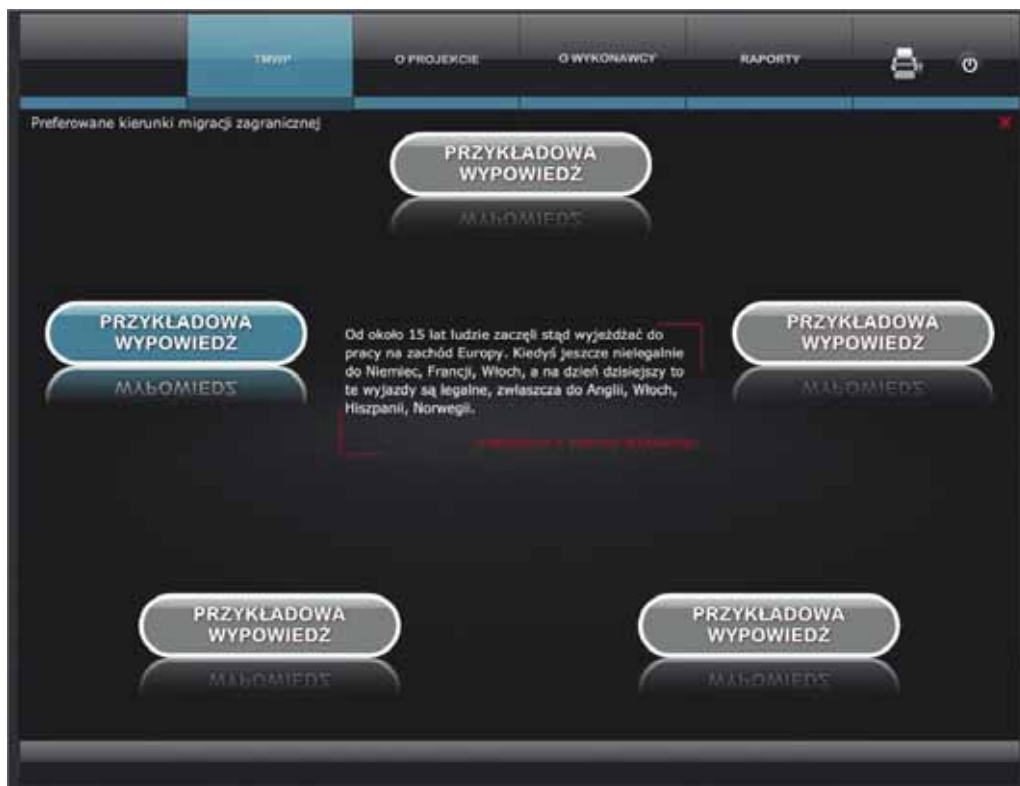 TMWP
O PROJEKCIE
O WYKONAWCY
RAPORTY
Preferowane kierunki migracji zagranicznej
PRZYKŁADOWA
WYPOWIEDŹ
PRZYKŁADOWA
WYPOWIEDŹ
Od około 15 lat ludzie zaczęli stąd wyjeżdżać do
pracy na zachód Europy. Kiedyś jeszcze nielegalnie
do Niemiec, Francji, Włoch, a na dzień dzisiejszy to
te wyjazdy są legalne, zwłaszcza do Anglii, Włoch,
Hiszpanii, Norwegii.
PRZYKŁADOWA
WYPOWIEDŹ
PRZYKŁADOWA
WYPOWIEDŹ
PRZYKŁADOWA
WYPOWIEDŹ